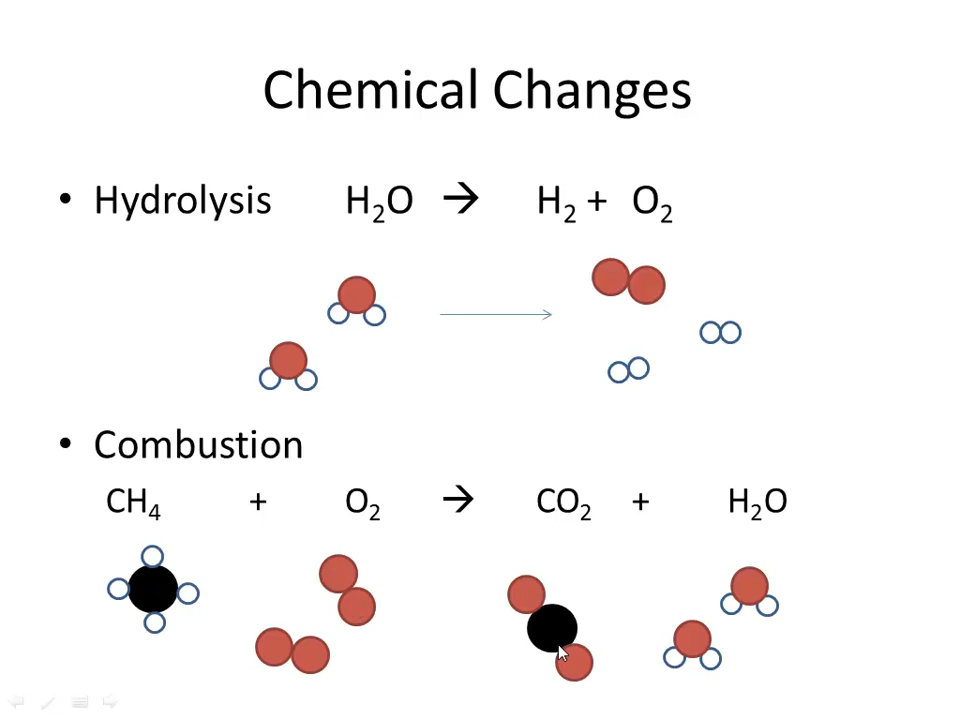 Chemical Changes
• Hydrolysis H₂O → H₂ + O₂
• Combustion
CH₄ + O₂ → CO₂ + H₂O